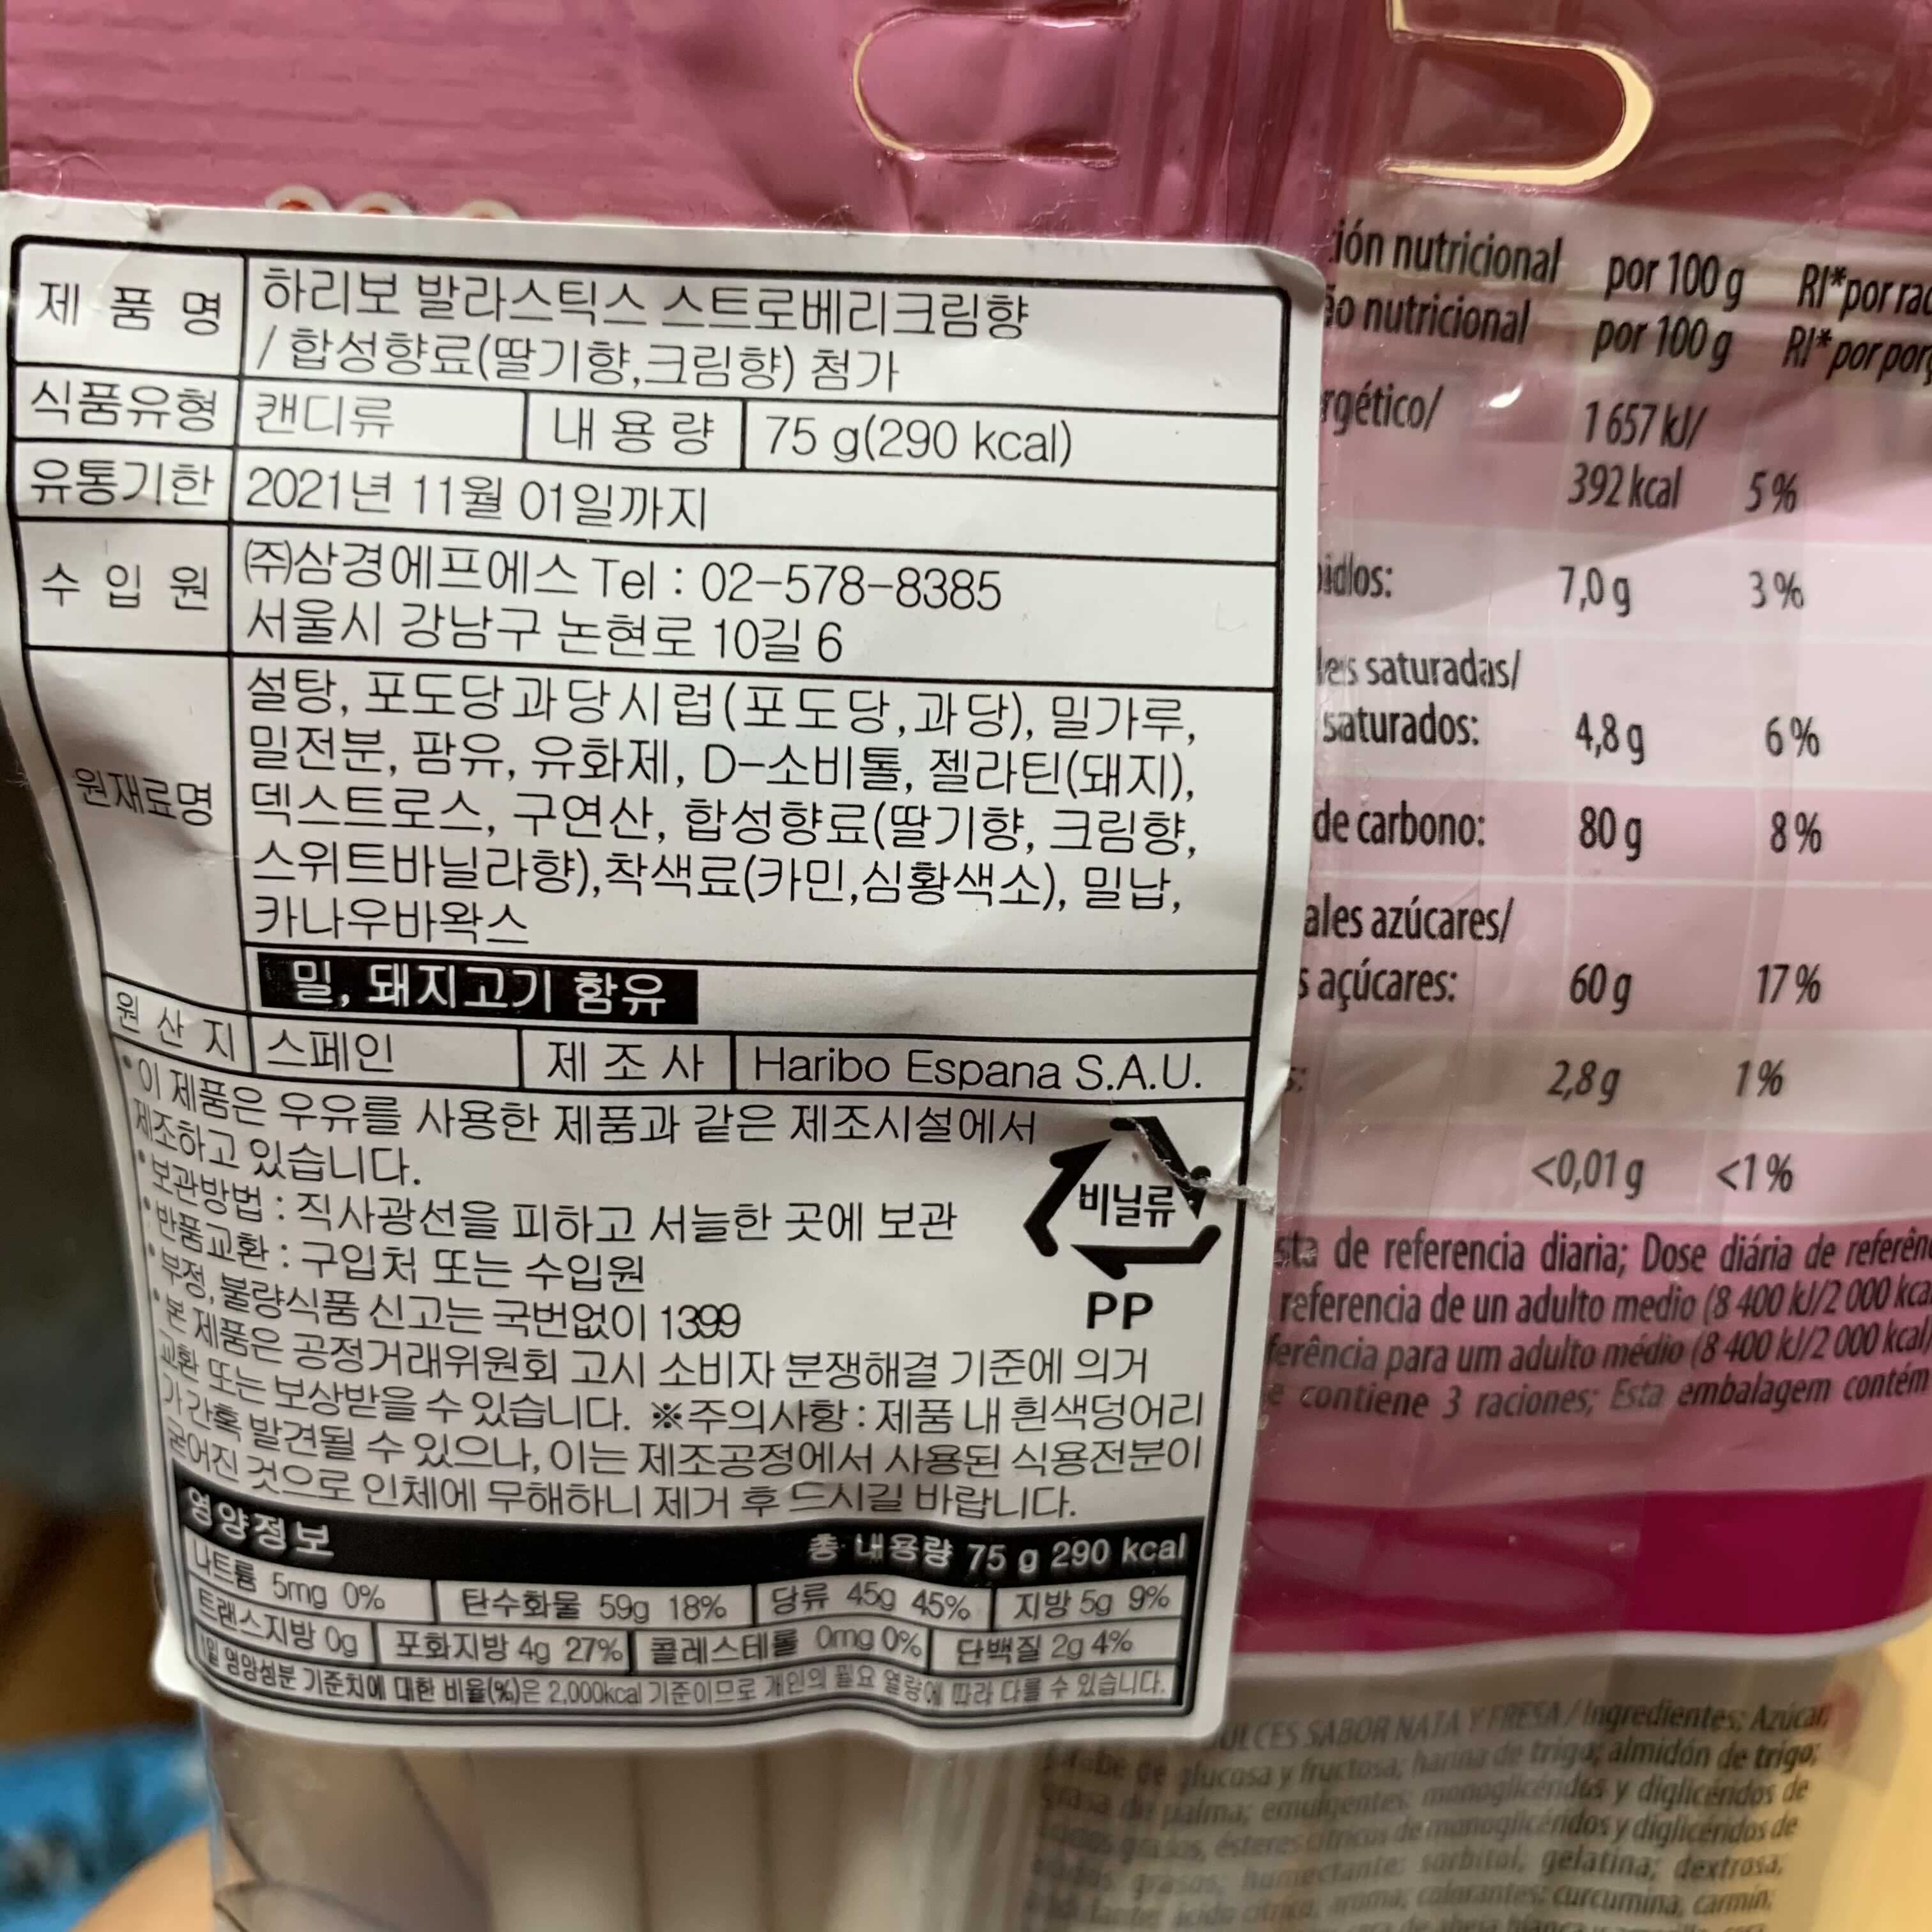 제 품 명 하리보 발라스틱스 스트로베리크림향
/ 합성향료(딸기향,크림향) 첨가
식품유형 캔디류 내 용 량 75 g(290 kcal)
유통기한 2021년 11월 01일까지
수 입 원 ㈜삼경에프에스 Tel : 02-578-8385
서울시 강남구 논현로 10길 6
원재료명 설탕, 포도당과당시럽(포도당,과당), 밀가루,
밀전분, 팜유, 유화제, D-소비톨, 젤라틴(돼지),
덱스트로스, 구연산, 합성향료(딸기향, 크림향,
스위트바닐라향),착색료(카민,심황색소), 밀납,
카나우바왁스
밀, 돼지고기 함유
원 산 지 스페인 제 조 사 Haribo Espana S.A.U.
•이 제품은 우유를 사용한 제품과 같은 제조시설에서
제조하고 있습니다.
•보관방법 : 직사광선을 피하고 서늘한 곳에 보관
•반품교환 : 구입처 또는 수입원
•부정, 불량식품 신고는 국번없이 1399
•본 제품은 공정거래위원회 고시 소비자 분쟁해결 기준에 의거
교환 또는 보상받을 수 있습니다. ※주의사항 : 제품 내 흰색덩어리
가 간혹 발견될 수 있으나, 이는 제조공정에서 사용된 식용전분이
굳어진 것으로 인체에 무해하니 제거 후 드시길 바랍니다.
비닐류
PP
영양정보 총 내용량 75 g 290 kcal
나트륨 5mg 0% 탄수화물 59g 18% 당류 45g 45% 지방 5g 9%
트랜스지방 0g 포화지방 4g 27% 콜레스테롤 0mg 0% 단백질 2g 4%
1일 영양성분 기준치에 대한 비율(%)은 2,000kcal 기준이므로 개인의 필요 열량에 따라 다를 수 있습니다.
ión nutricional por 100 g RI*por rac
ão nutricional por 100 g RI*por porç
rgético/ 1 657 kJ/
392 kcal 5 %
idlos: 7,0 g 3 %
les saturadas/
saturados: 4,8 g 6 %
de carbono: 80 g 8 %
ales azúcares/
s açúcares: 60 g 17 %
s: 2,8 g 1 %
<0,01 g <1 %
sta de referencia diaria; Dose diária de referên
referencia de un adulto medio (8 400 kJ/2 000 kca
ferência para um adulto médio (8 400 kJ/2 000 kcal)
e contiene 3 raciones; Esta embalagem contém
DULCES SABOR NATA Y FRESA / Ingredientes: Azúcar;
de glucosa y fructosa; harina de trigo; almidón de trigo;
grasa de palma; emulgentes: monoglicéridos y diglicéridos de
grasos, ésteres cítricos de monoglicéridos y diglicéridos de
grasos; humectante: sorbitol, gelatina; dextrosa;
ácido cítrico, aroma; colorantes: curcumina, carmín;